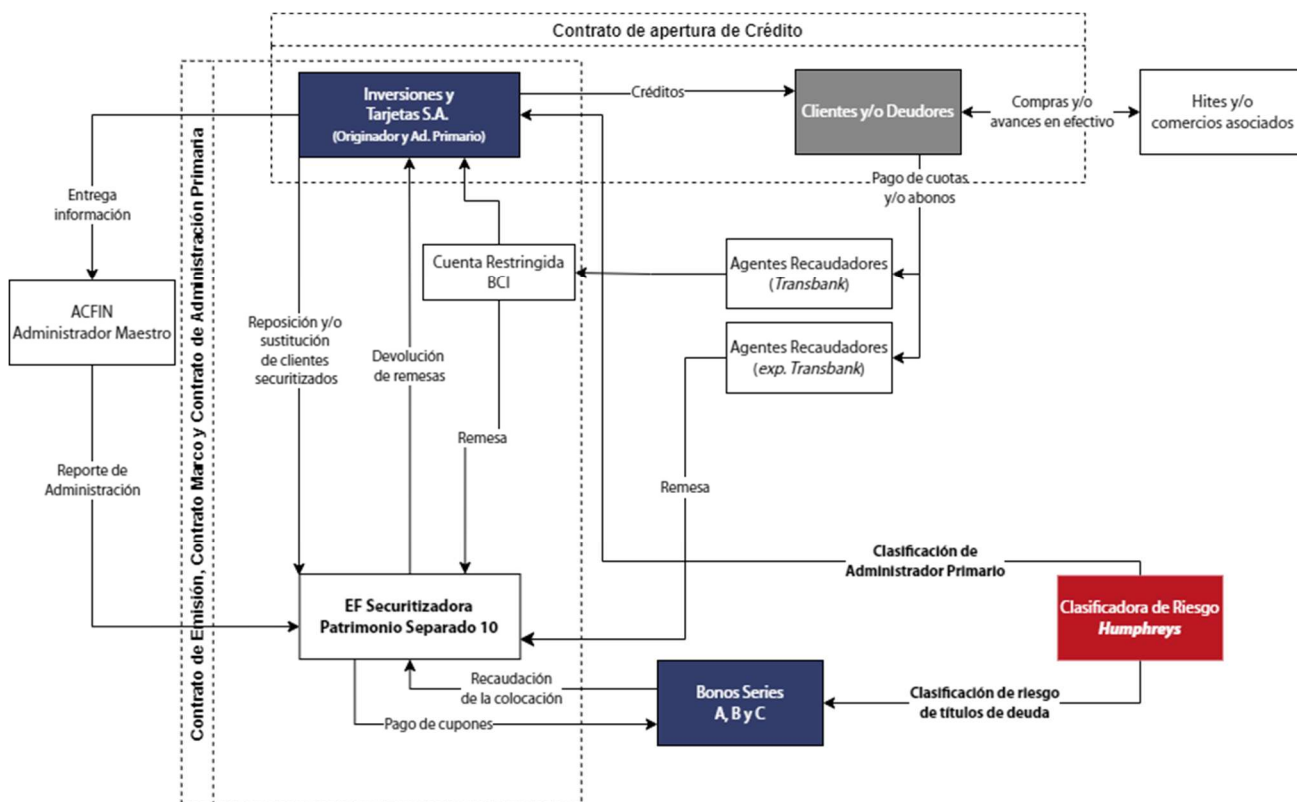 Contrato de apertura de Crédito
Inversiones y
Tarjetas S.A.
(Originador y Ad. Primario)
Créditos
Clientes y/o Deudores
Compras y/o
avances en efectivo
Hites y/o
comercios asociados
Entrega
información
Pago de cuotas
y/o abonos
Cuenta Restringida
BCI
Agentes Recaudadores
(Transbank)
ACFIN
Administrador Maestro
Reposición y/o
sustitución
de clientes
securitizados
Devolución
de remesas
Agentes Recaudadores
(exp. Transbank)
Contrato de Emisión, Contrato Marco y Contrato de Administración Primaria
Remesa
Reporte de
Administración
Remesa
Clasificación de
Administrador Primario
EF Securitizadora
Patrimonio Separado 10
Clasificadora de Riesgo
Humphreys
Recaudación
de la colocación
Bonos Series
A, B y C
Clasificación de riesgo
de títulos de deuda
Pago de cupones